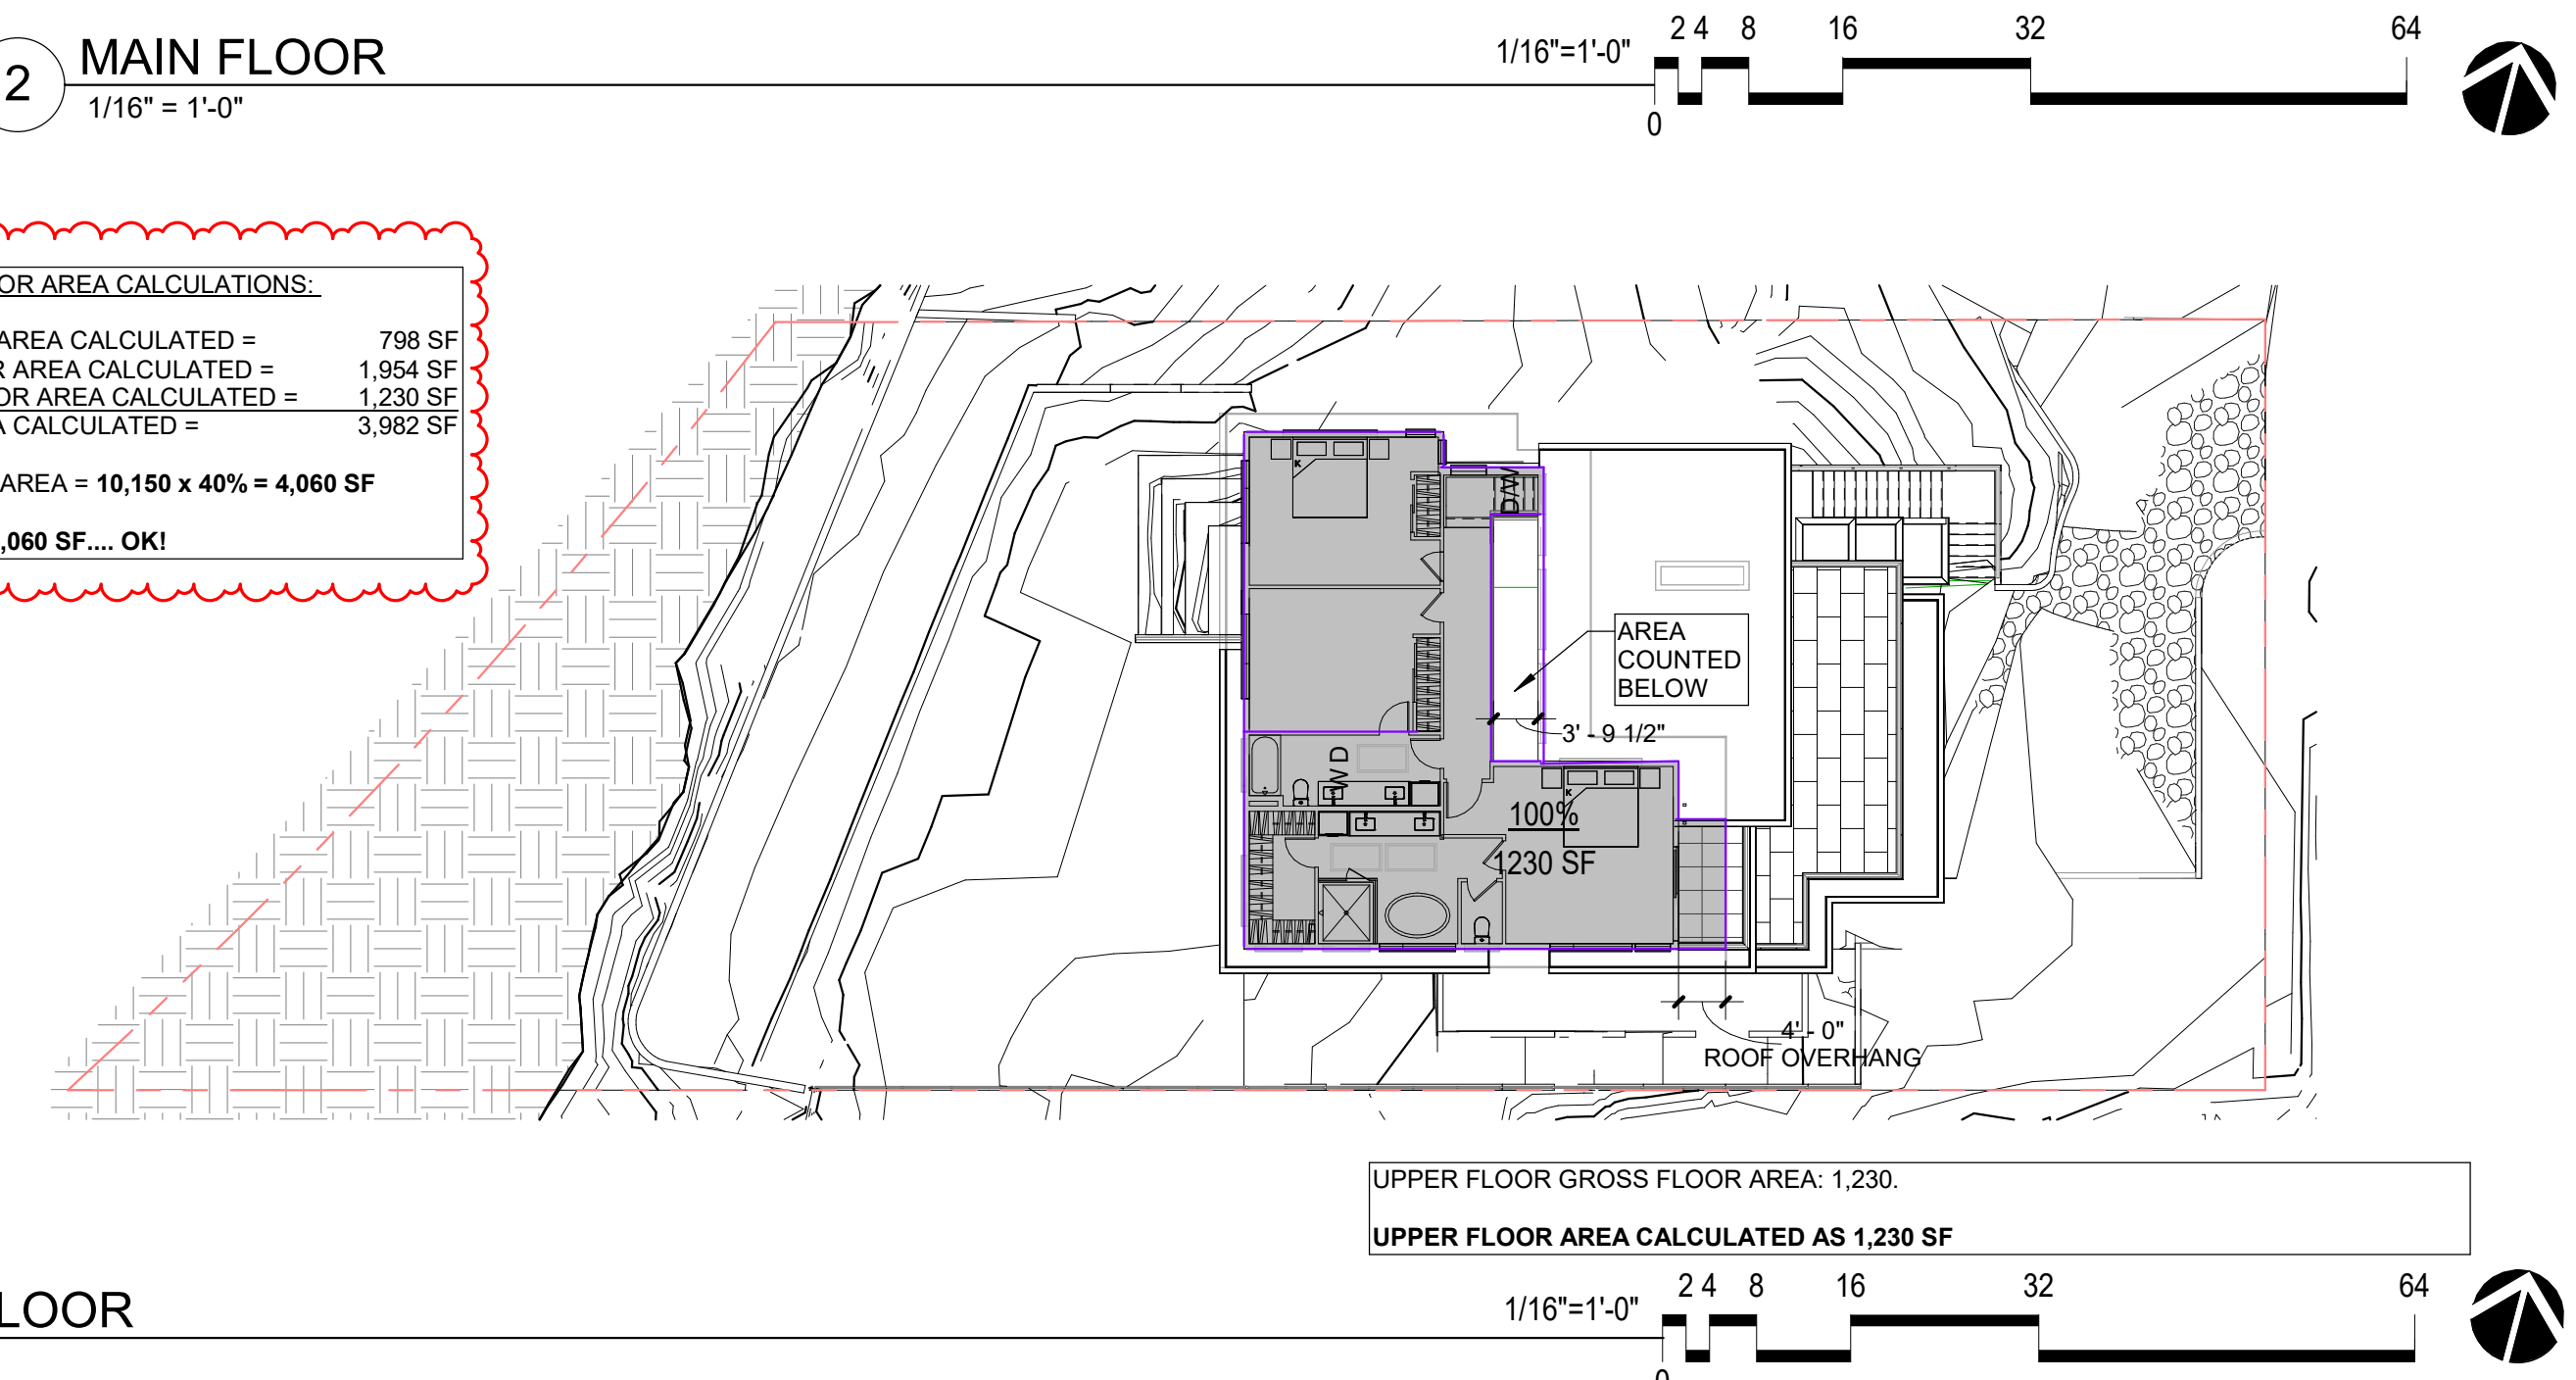 2
MAIN FLOOR
1/16" = 1'-0"
1/16"=1'-0"
2 4 8 16 32 64
0
OOR AREA CALCULATIONS:
AREA CALCULATED = 798 SF
R AREA CALCULATED = 1,954 SF
OOR AREA CALCULATED = 1,230 SF
A CALCULATED = 3,982 SF
AREA = 10,150 x 40% = 4,060 SF
,060 SF.... OK!
K
D/W
AREA
COUNTED
BELOW
3' - 9 1/2"
W D
K
100%
1230 SF
4' - 0"
ROOF OVERHANG
UPPER FLOOR GROSS FLOOR AREA: 1,230.
UPPER FLOOR AREA CALCULATED AS 1,230 SF
LOOR
1/16"=1'-0"
2 4 8 16 32 64
0